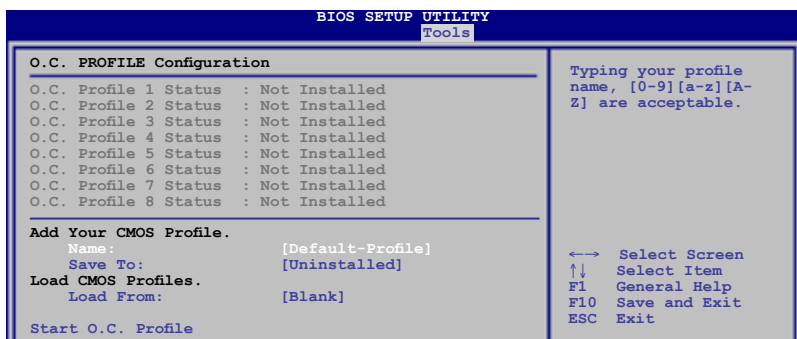 BIOS SETUP UTILITY
Tools
O.C. PROFILE Configuration
O.C. Profile 1 Status : Not Installed
O.C. Profile 2 Status : Not Installed
O.C. Profile 3 Status : Not Installed
O.C. Profile 4 Status : Not Installed
O.C. Profile 5 Status : Not Installed
O.C. Profile 6 Status : Not Installed
O.C. Profile 7 Status : Not Installed
O.C. Profile 8 Status : Not Installed
Add Your CMOS Profile.
Name: [Default-Profile]
Save To: [Uninstalled]
Load CMOS Profiles.
Load From: [Blank]
Start O.C. Profile
Typing your profile
name, [0-9][a-z][A-
Z] are acceptable.
←→ Select Screen
↑↓ Select Item
F1 General Help
F10 Save and Exit
ESC Exit